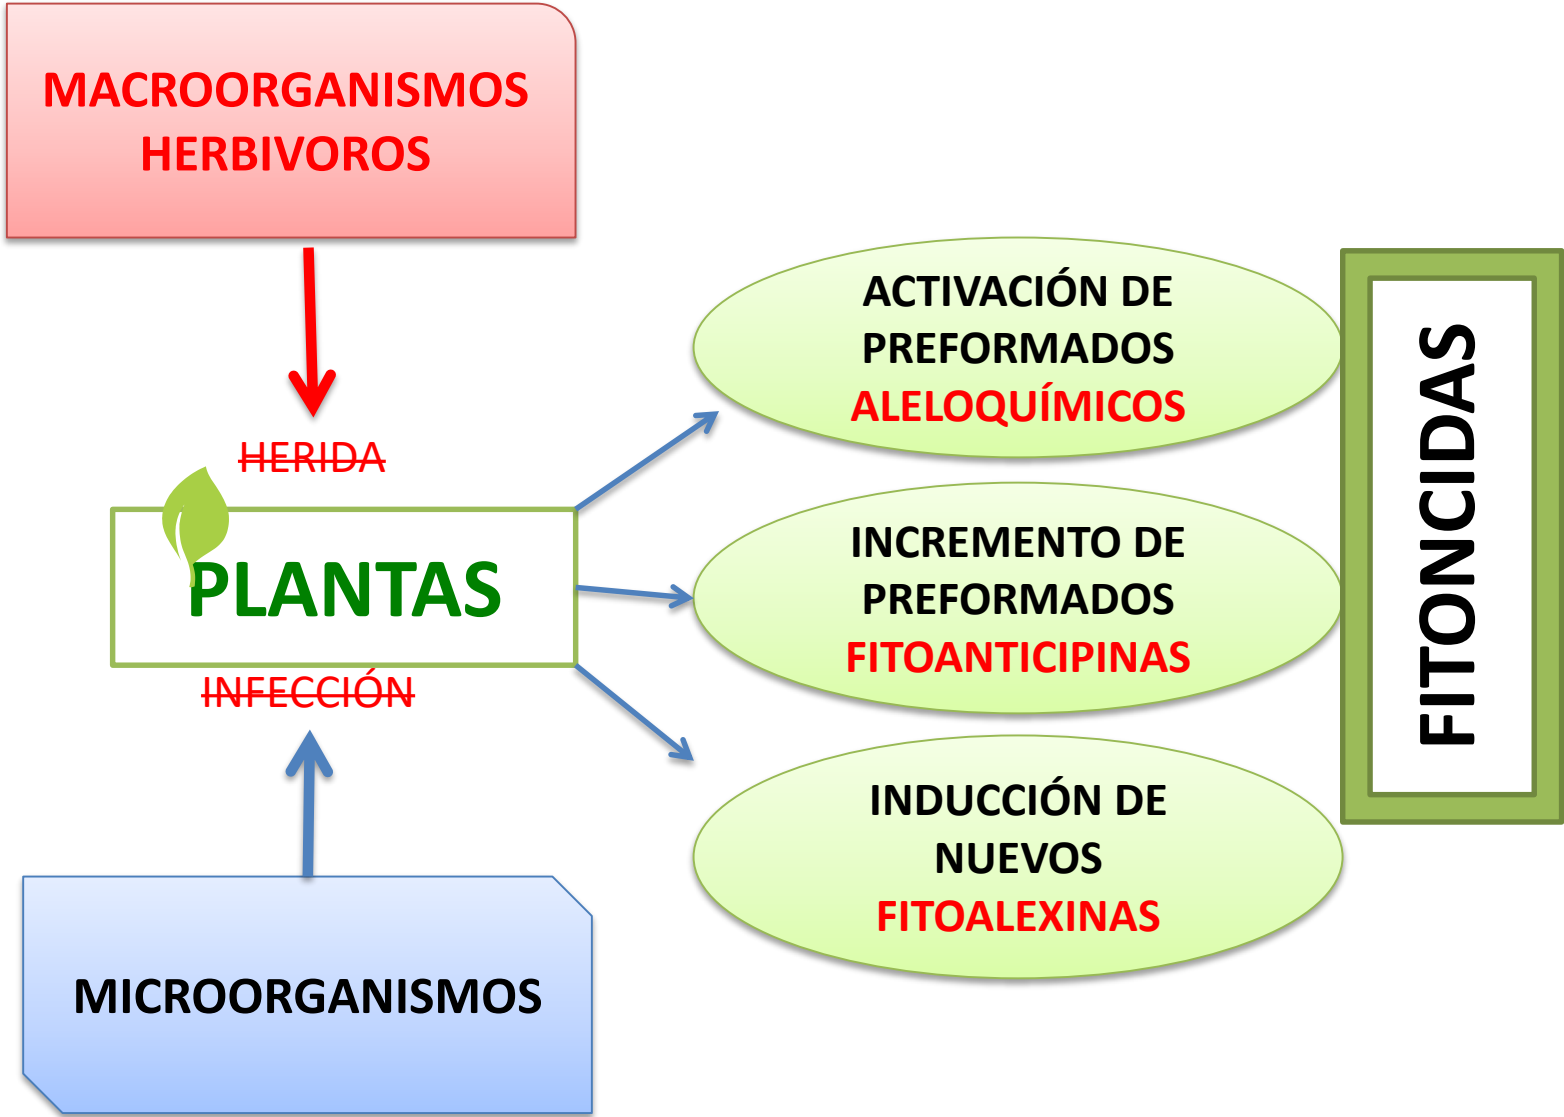 MACROORGANISMOS
HERBIVOROS
HERIDA
PLANTAS
INFECCIÓN
MICROORGANISMOS
ACTIVACIÓN DE
PREFORMADOS
ALELOQUÍMICOS
INCREMENTO DE
PREFORMADOS
FITOANTICIPINAS
INDUCCIÓN DE
NUEVOS
FITOALEXINAS
FITONCIDAS